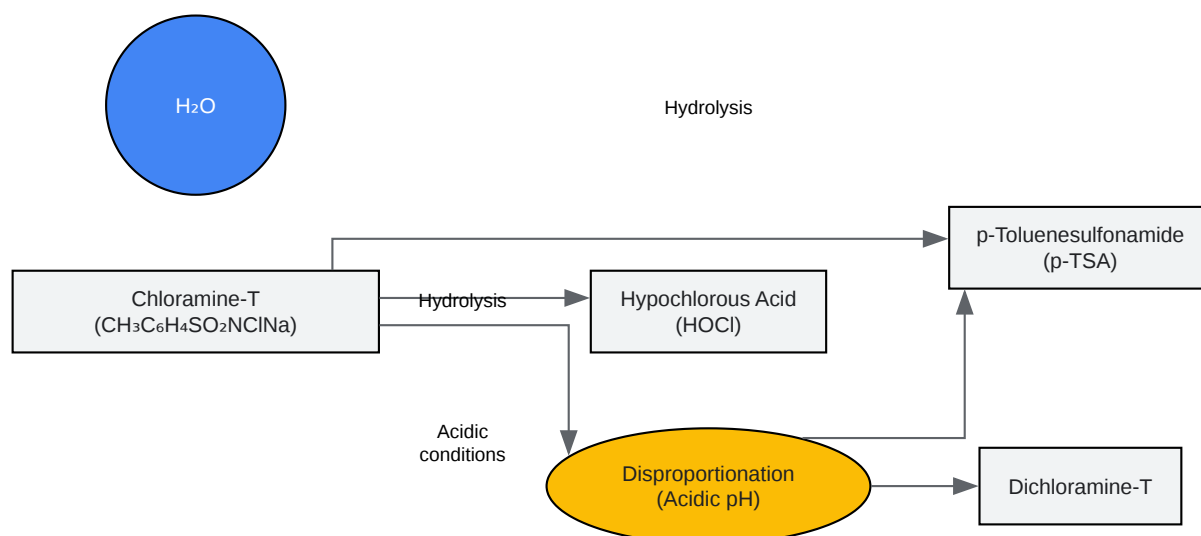 H₂O
Hydrolysis
p-Toluenesulfonamide
(p-TSA)
Chloramine-T
(CH₃C₆H₄SO₂NClNa)
Hydrolysis
Hypochlorous Acid
(HOCl)
Acidic
conditions
Disproportionation
(Acidic pH)
Dichloramine-T